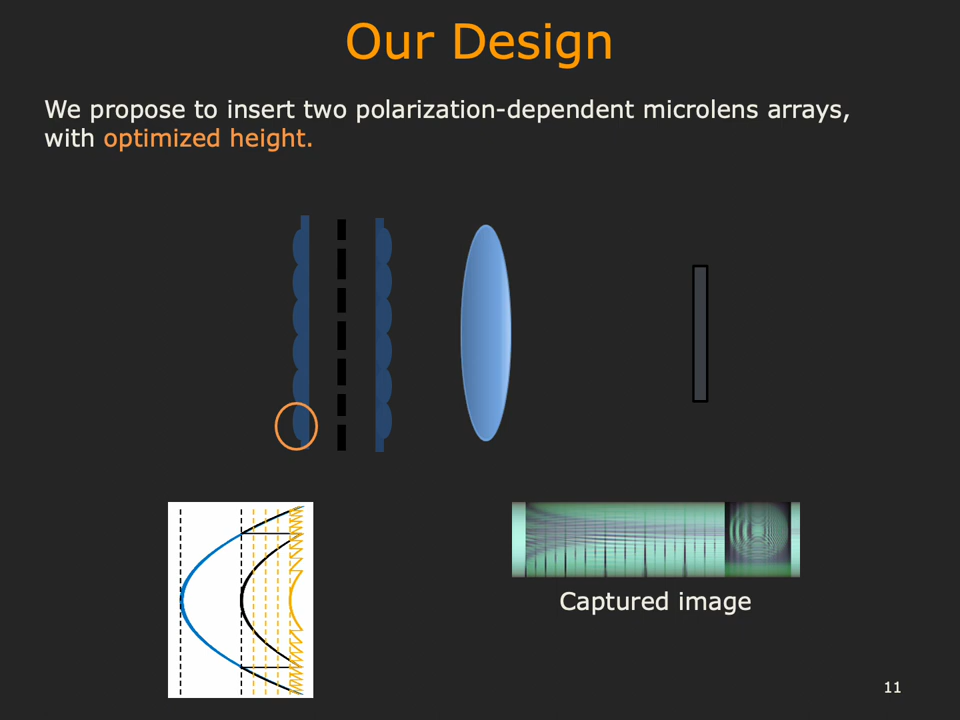 Our Design
We propose to insert two polarization-dependent microlens arrays,
with optimized height.
Captured image
11